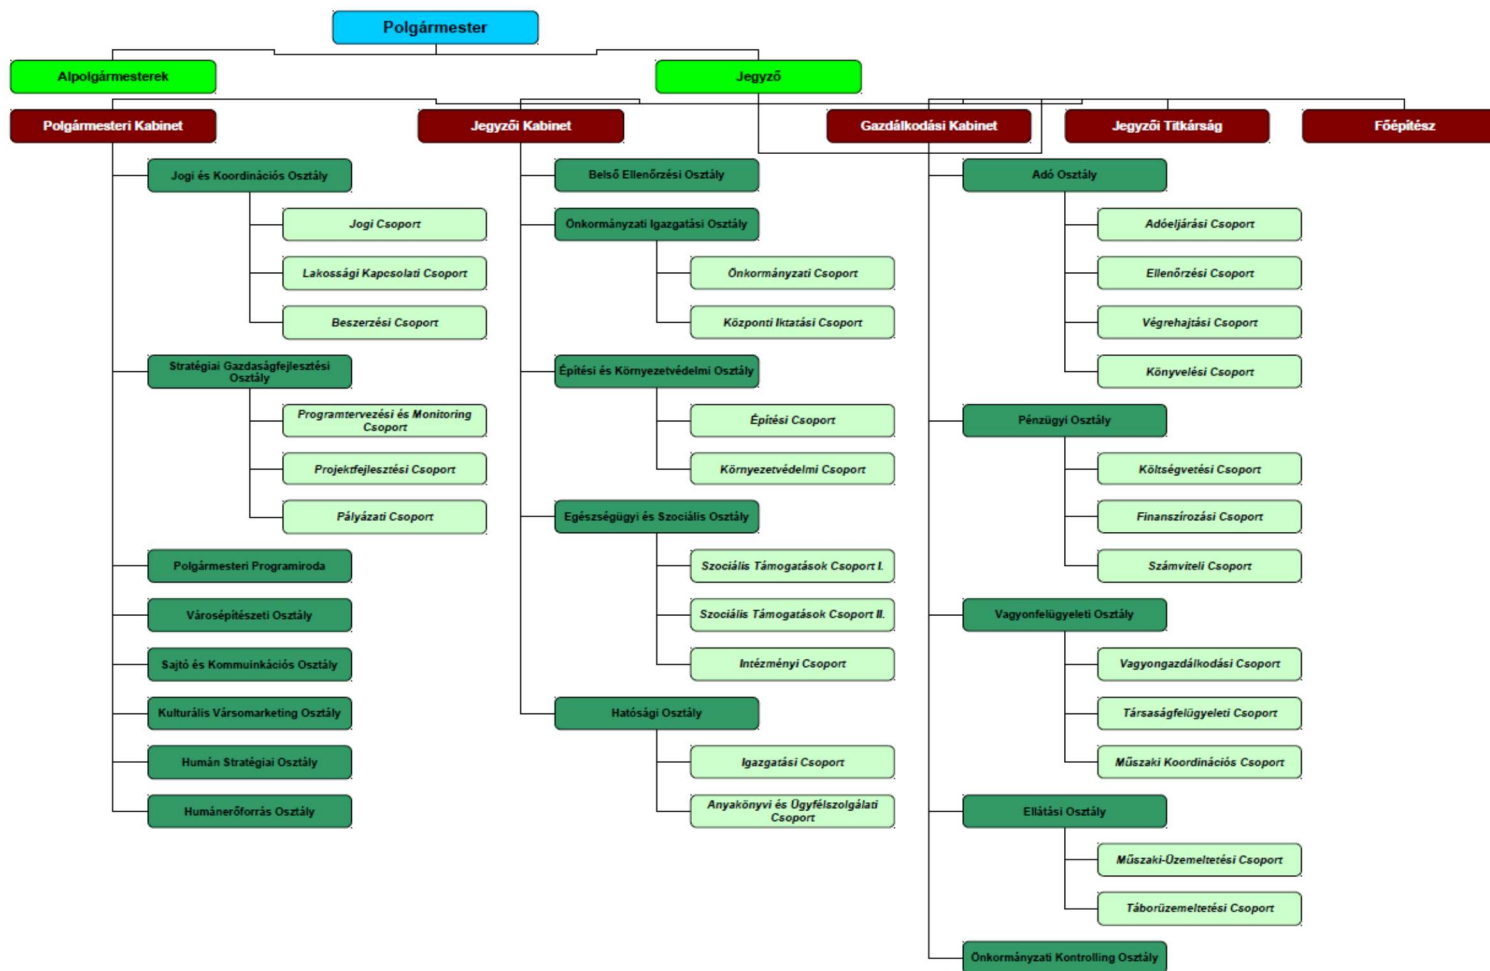 Polgármester
Alpolgármesterek
Jegyző
Polgármesteri Kabinet
Jegyzői Kabinet
Gazdálkodási Kabinet
Jegyzői Titkárság
Főépítész
Jogi és Koordinációs Osztály
Jogi Csoport
Lakossági Kapcsolati Csoport
Beszerzési Csoport
Stratégiai Gazdaságfejlesztési
Osztály
Programtervezési és Monitoring
Csoport
Projektfejlesztési Csoport
Pályázati Csoport
Polgármesteri Programiroda
Városépítészeti Osztály
Sajtó és Kommuinkációs Osztály
Kulturális Vársomarketing Osztály
Humán Stratégiai Osztály
Humánerőforrás Osztály
Belső Ellenőrzési Osztály
Önkormányzati Igazgatási Osztály
Önkormányzati Csoport
Központi Iktatási Csoport
Építési és Környezetvédelmi Osztály
Építési Csoport
Környezetvédelmi Csoport
Egészségügyi és Szociális Osztály
Szociális Támogatások Csoport I.
Szociális Támogatások Csoport II.
Intézményi Csoport
Hatósági Osztály
Igazgatási Csoport
Anyakönyvi és Ügyfélszolgálati
Csoport
Adó Osztály
Adóeljárási Csoport
Ellenőrzési Csoport
Végrehajtási Csoport
Könyvelési Csoport
Pénzügyi Osztály
Költségvetési Csoport
Finanszírozási Csoport
Számviteli Csoport
Vagyonfelügyeleti Osztály
Vagyongazdálkodási Csoport
Társaságfelügyeleti Csoport
Műszaki Koordinációs Csoport
Ellátási Osztály
Műszaki-Üzemeltetési Csoport
Táborüzemeltetési Csoport
Önkormányzati Kontrolling Osztály